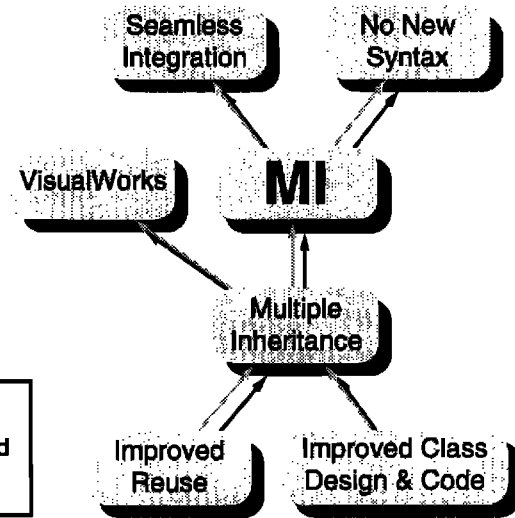 Seamless
Integration
No New
Syntax
VisualWorks
MI
Multiple
Inheritance
Improved
Reuse
Improved Class
Design & Code